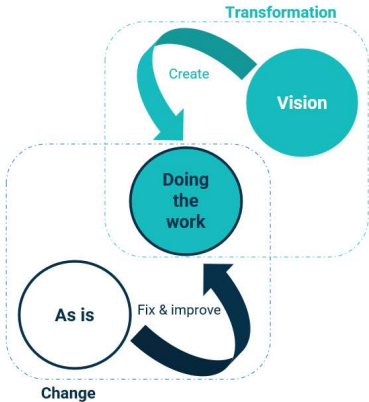 Transformation
Create
Vision
Doing
the
work
As is
Fix & improve
Change